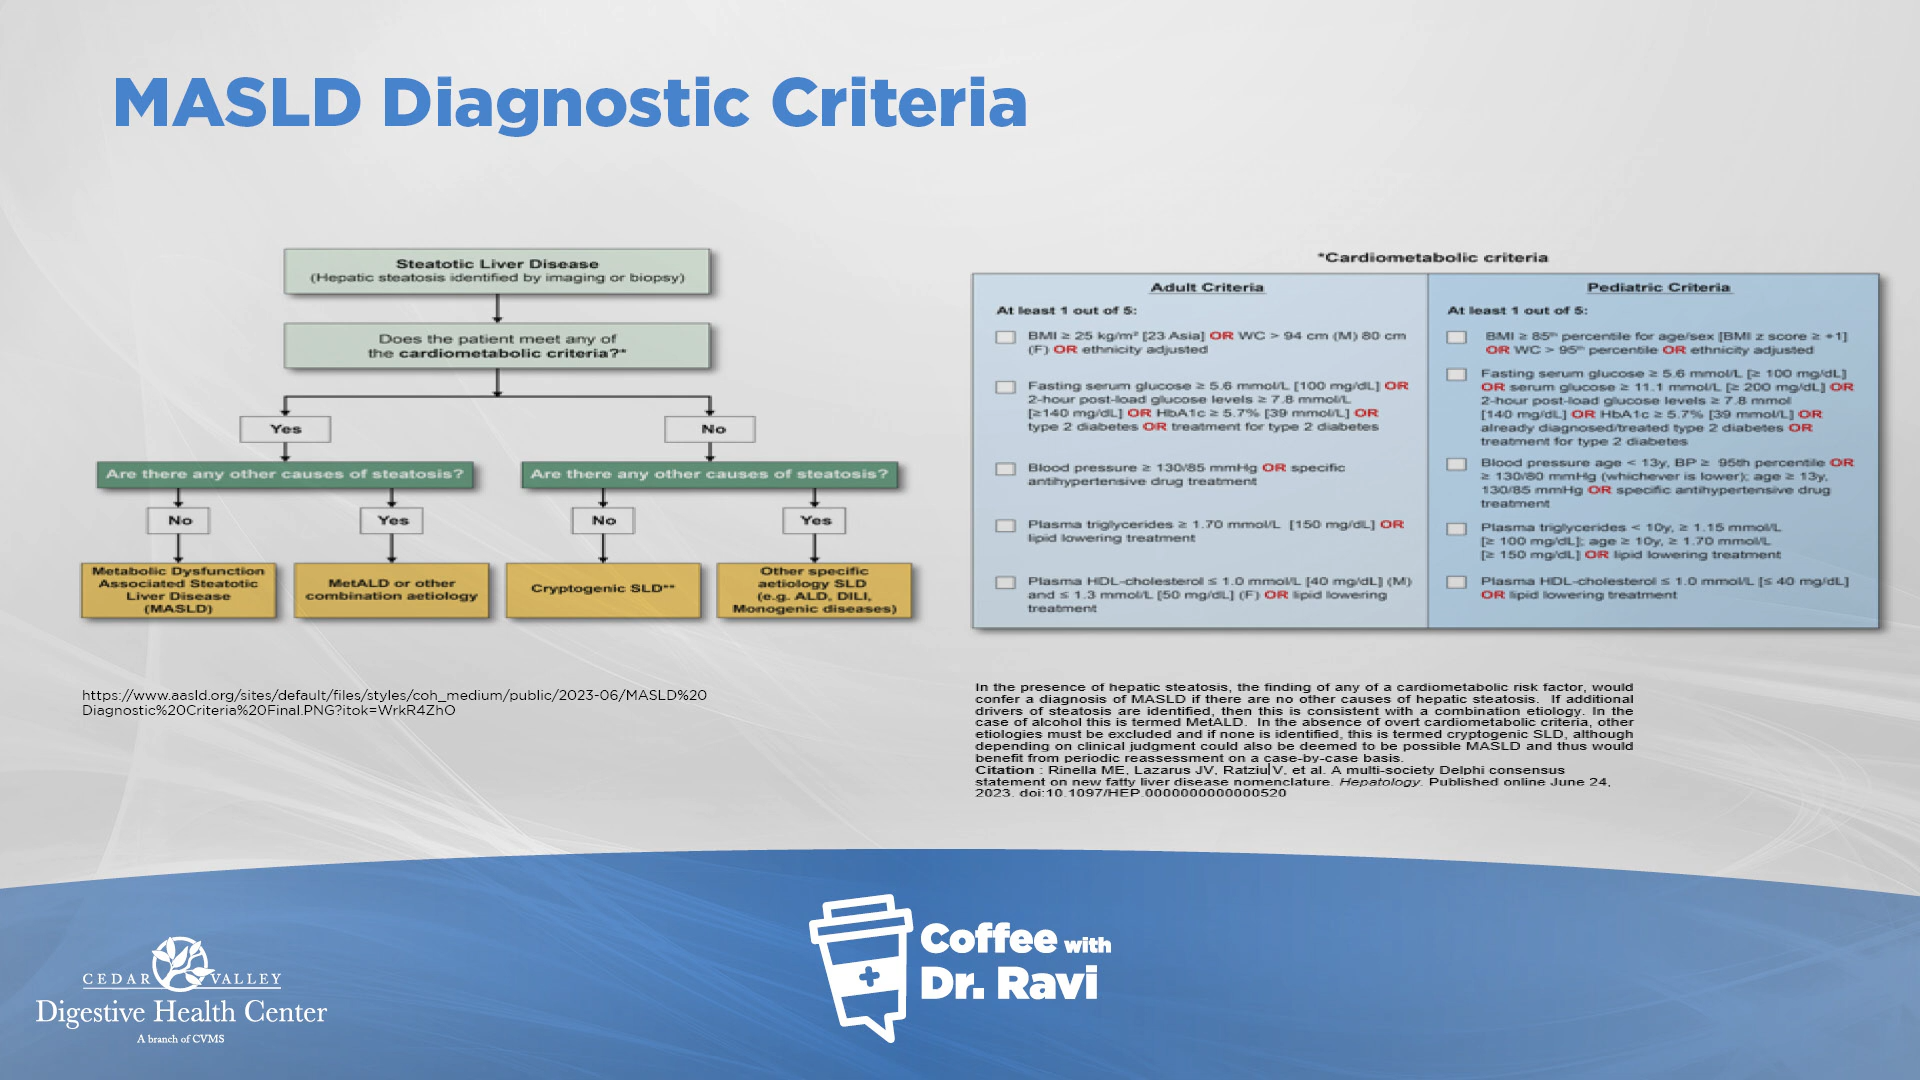 MASLD Diagnostic Criteria
Steatotic Liver Disease
(Hepatic steatosis identified by imaging or biopsy)
Does the patient meet any of
the cardiometabolic criteria?*
Yes
No
Are there any other causes of steatosis?
Are there any other causes of steatosis?
No
Yes
No
Yes
Metabolic Dysfunction
Associated Steatotic
Liver Disease
(MASLD)
MetALD or other
combination aetiology
Cryptogenic SLD**
Other specific
aetiology SLD
(e.g. ALD, DILI,
Monogenic diseases)
https://www.aasld.org/sites/default/files/styles/coh_medium/public/2023-06/MASLD%20
Diagnostic%20Criteria%20Final.PNG?itok=WrkR4ZhO
*Cardiometabolic criteria
Adult Criteria
At least 1 out of 5:
BMI ≥ 25 kg/m² [23 Asia] OR WC > 94 cm (M) 80 cm
(F) OR ethnicity adjusted
Fasting serum glucose ≥ 5.6 mmol/L [100 mg/dL] OR
2-hour post-load glucose levels ≥ 7.8 mmol/L
[≥140 mg/dL] OR HbA1c ≥ 5.7% [39 mmol/L] OR
type 2 diabetes OR treatment for type 2 diabetes
Blood pressure ≥ 130/85 mmHg OR specific
antihypertensive drug treatment
Plasma triglycerides ≥ 1.70 mmol/L [150 mg/dL] OR
lipid lowering treatment
Plasma HDL-cholesterol ≤ 1.0 mmol/L [40 mg/dL] (M)
and ≤ 1.3 mmol/L [50 mg/dL] (F) OR lipid lowering
treatment
Pediatric Criteria
At least 1 out of 5:
BMI ≥ 85th percentile for age/sex [BMI z score ≥ +1]
OR WC > 95th percentile OR ethnicity adjusted
Fasting serum glucose ≥ 5.6 mmol/L [≥ 100 mg/dL]
OR serum glucose ≥ 11.1 mmol/L [≥ 200 mg/dL] OR
2-hour post-load glucose levels ≥ 7.8 mmol
[140 mg/dL] OR HbA1c ≥ 5.7% [39 mmol/L] OR
already diagnosed/treated type 2 diabetes OR
treatment for type 2 diabetes
Blood pressure age < 13y, BP ≥ 95th percentile OR
≥ 130/80 mmHg (whichever is lower); age ≥ 13y,
130/85 mmHg OR specific antihypertensive drug
treatment
Plasma triglycerides < 10y, ≥ 1.15 mmol/L
[≥ 100 mg/dL]; age ≥ 10y, ≥ 1.70 mmol/L
[≥ 150 mg/dL] OR lipid lowering treatment
Plasma HDL-cholesterol ≤ 1.0 mmol/L [≤ 40 mg/dL]
OR lipid lowering treatment
In the presence of hepatic steatosis, the finding of any of a cardiometabolic risk factor, would
confer a diagnosis of MASLD if there are no other causes of hepatic steatosis. If additional
drivers of steatosis are identified, then this is consistent with a combination etiology. In the
case of alcohol this is termed MetALD. In the absence of overt cardiometabolic criteria, other
etiologies must be excluded and if none is identified, this is termed cryptogenic SLD, although
depending on clinical judgment could also be deemed to be possible MASLD and thus would
benefit from periodic reassessment on a case-by-case basis.
Citation : Rinella ME, Lazarus JV, Ratziu V, et al. A multi-society Delphi consensus
statement on new fatty liver disease nomenclature. Hepatology. Published online June 24,
2023. doi:10.1097/HEP.0000000000000520
CEDAR VALLEY
Digestive Health Center
A branch of CVMS
Coffee with
Dr. Ravi